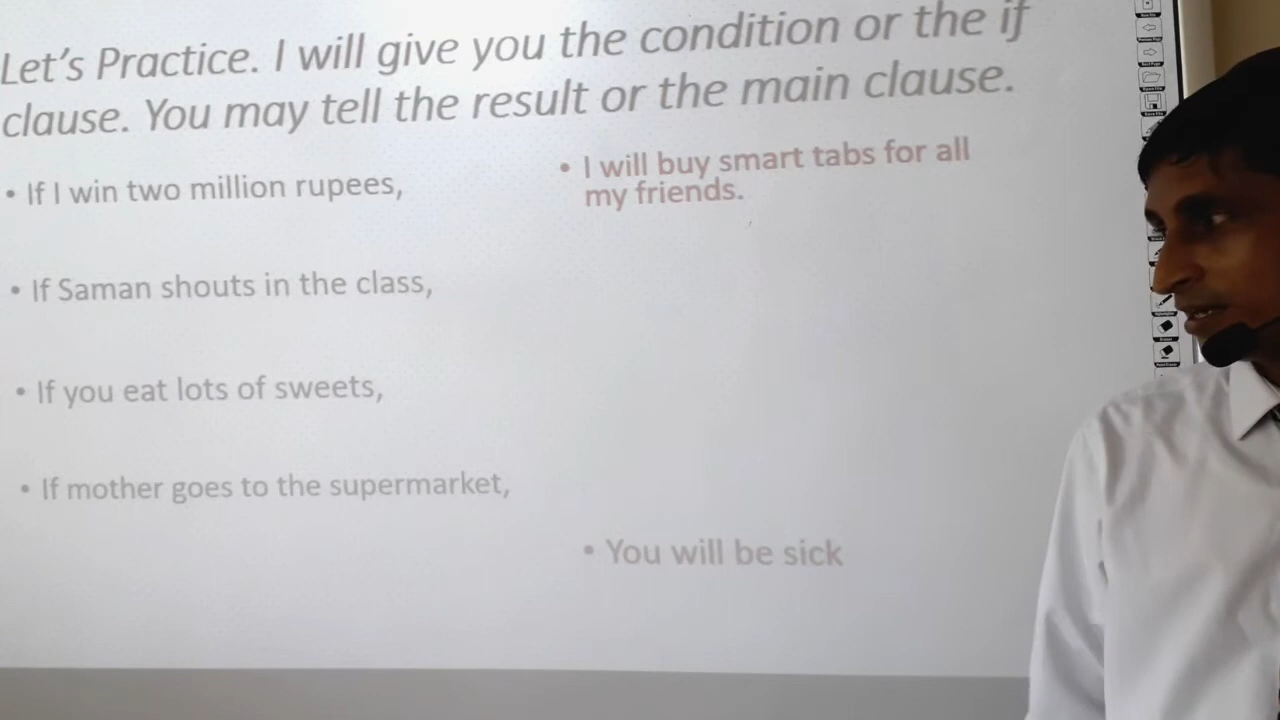 Let's Practice. I will give you the condition or the if
clause. You may tell the result or the main clause.
• If I win two million rupees,
• I will buy smart tabs for all
my friends.
• If Saman shouts in the class,
• If you eat lots of sweets,
• If mother goes to the supermarket,
• You will be sick